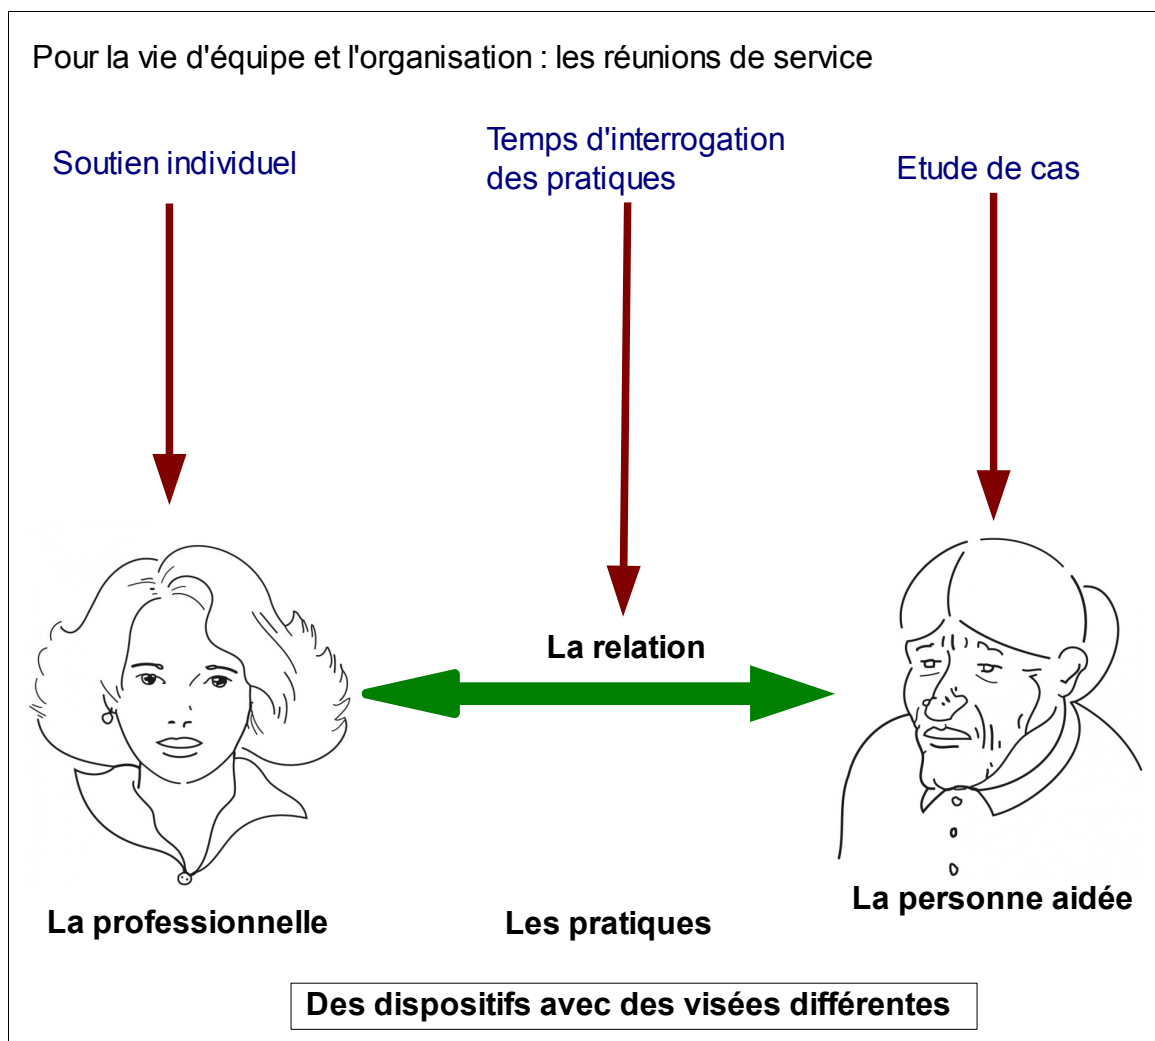 Pour la vie d'équipe et l'organisation : les réunions de service
Soutien individuel
Temps d'interrogation
des pratiques
Etude de cas
La relation
La professionnelle
Les pratiques
La personne aidée
Des dispositifs avec des visées différentes